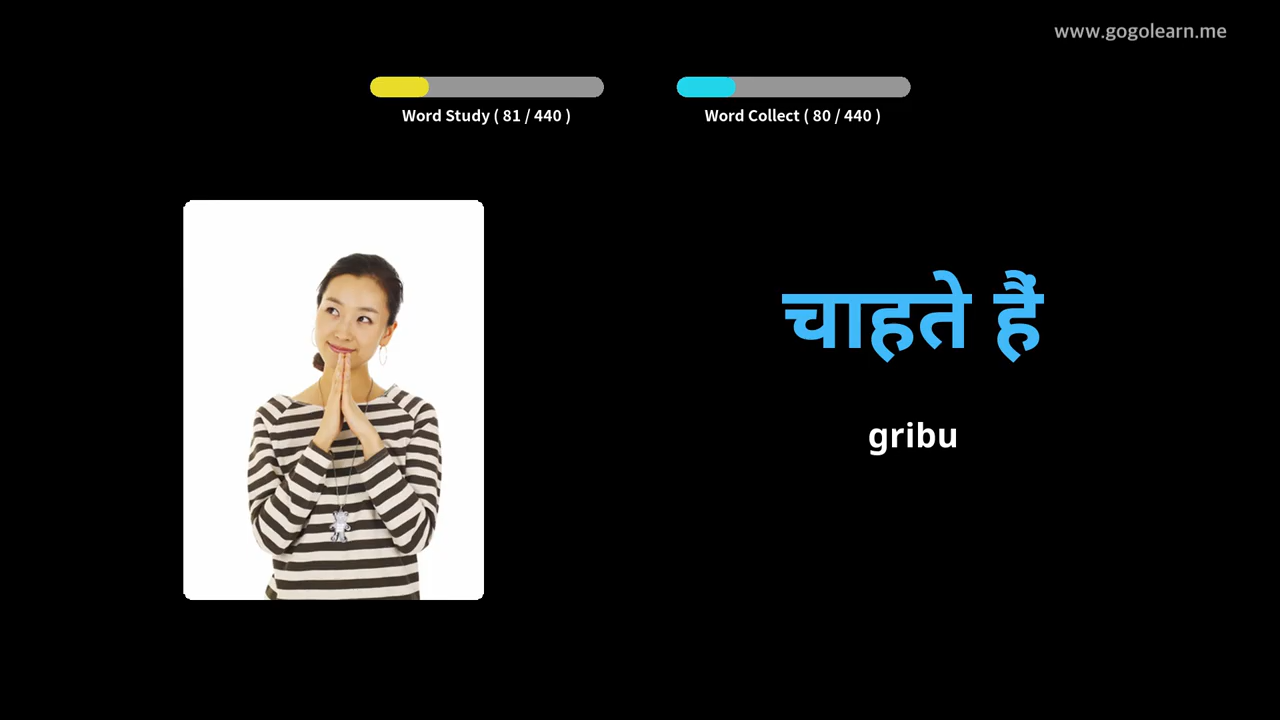 www.gogolearn.me
Word Study ( 81 / 440 )
Word Collect ( 80 / 440 )
चाहते हैं
gribu